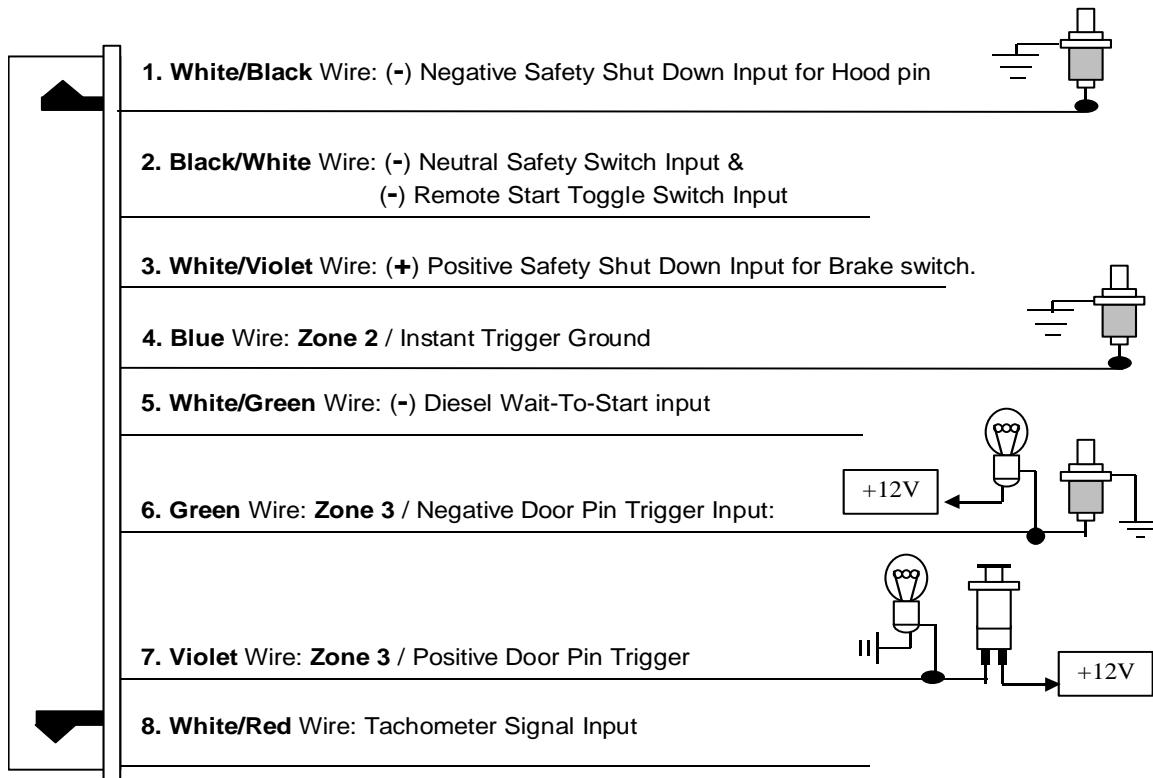 1. White/Black Wire: (-) Negative Safety Shut Down Input for Hood pin
2. Black/White Wire: (-) Neutral Safety Switch Input &
(-) Remote Start Toggle Switch Input
3. White/Violet Wire: (+) Positive Safety Shut Down Input for Brake switch.
4. Blue Wire: Zone 2 / Instant Trigger Ground
5. White/Green Wire: (-) Diesel Wait-To-Start input
+12V
6. Green Wire: Zone 3 / Negative Door Pin Trigger Input:
7. Violet Wire: Zone 3 / Positive Door Pin Trigger
+12V
8. White/Red Wire: Tachometer Signal Input